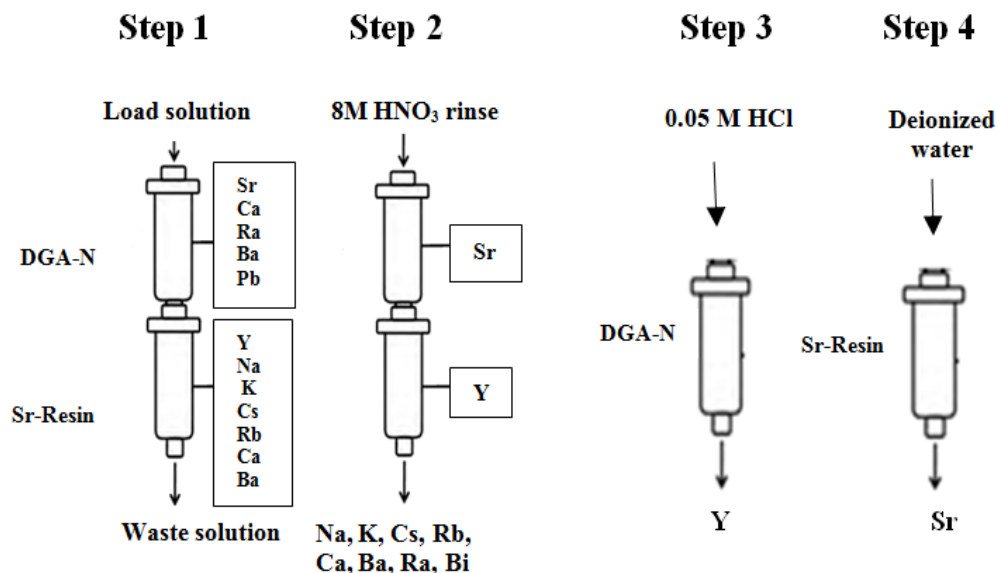 Step 1
Step 2
Step 3
Step 4
Load solution
8M HNO₃ rinse
0.05 M HCl
Deionized
water
DGA-N
Sr
Ca
Ra
Ba
Pb
Sr
Sr-Resin
Y
Na
K
Cs
Rb
Ca
Ba
Y
DGA-N
Sr-Resin
Waste solution
Na, K, Cs, Rb,
Ca, Ba, Ra, Bi
Y
Sr